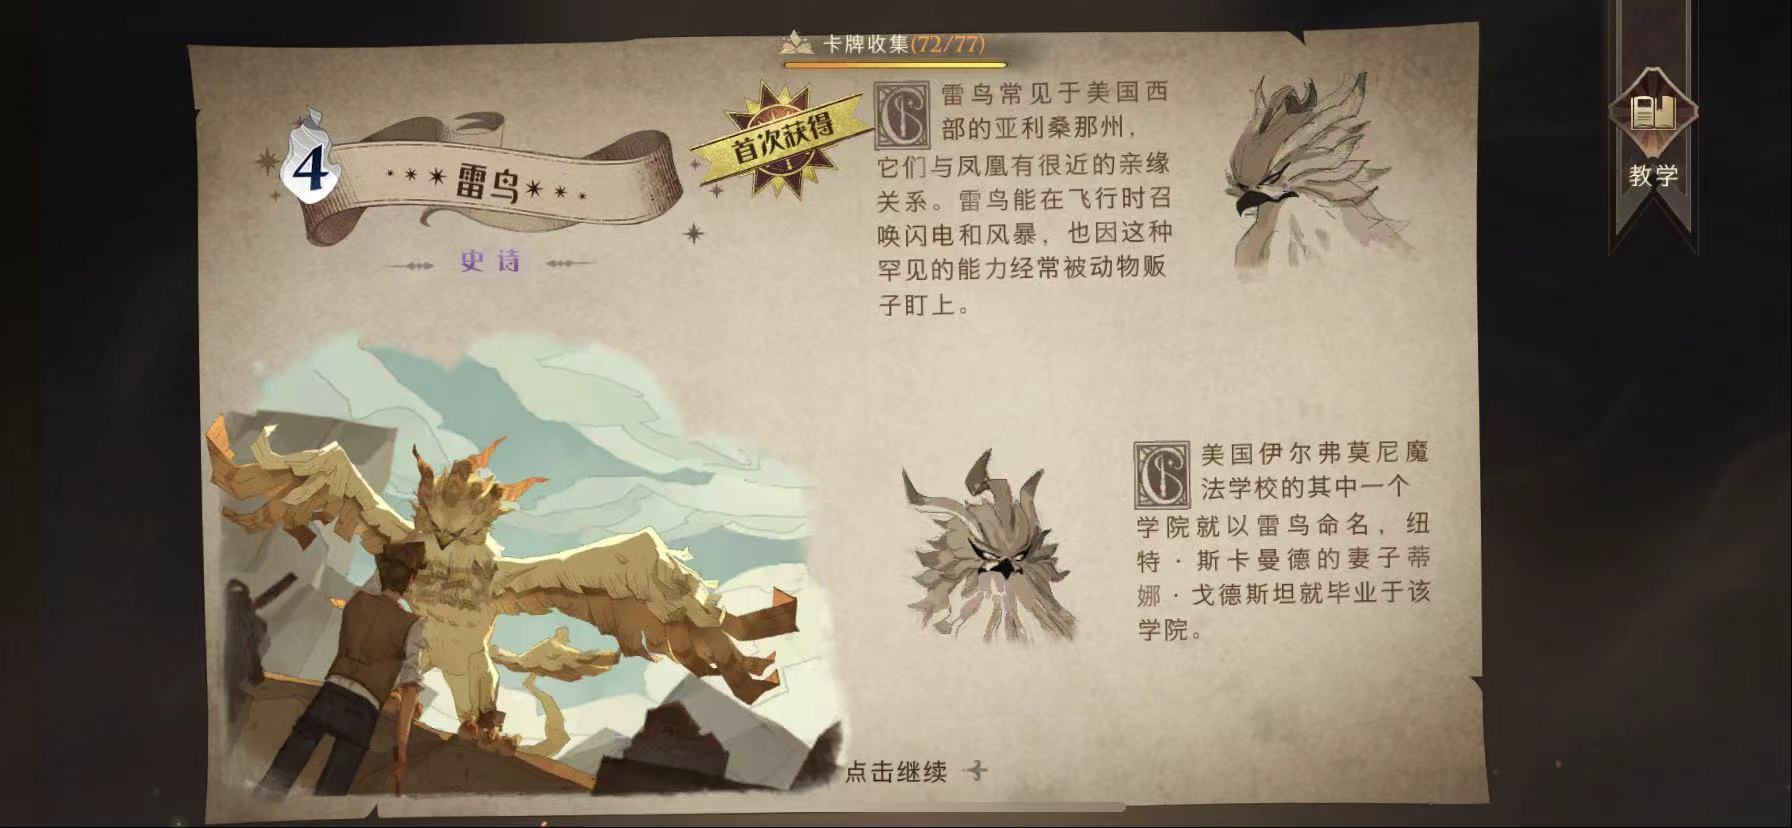 卡牌收集(72/77)
4
雷鸟
史诗
首次获得
雷鸟常见于美国西
部的亚利桑那州，
它们与凤凰有很近的亲缘
关系。雷鸟能在飞行时召
唤闪电和风暴，也因这种
罕见的能力经常被动物贩
子盯上。
教学
美国伊尔弗莫尼魔
法学校的其中一个
学院就以雷鸟命名，纽
特·斯卡曼德的妻子蒂
娜·戈德斯坦就毕业于该
学院。
点击继续